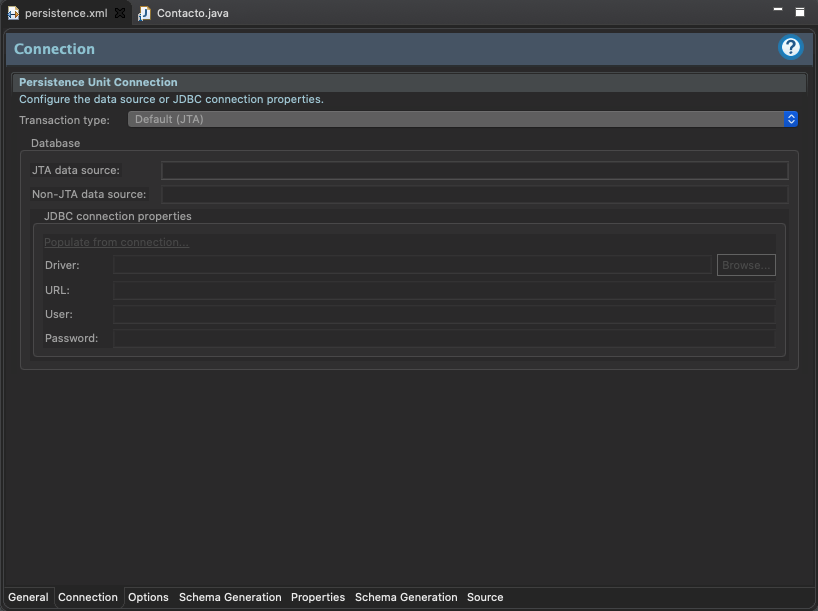 persistence.xml Contacto.java
Connection
Persistence Unit Connection
Configure the data source or JDBC connection properties.
Transaction type: Default (JTA)
Database
JTA data source:
Non-JTA data source:
JDBC connection properties
Populate from connection...
Driver: Browse...
URL:
User:
Password:
General Connection Options Schema Generation Properties Schema Generation Source